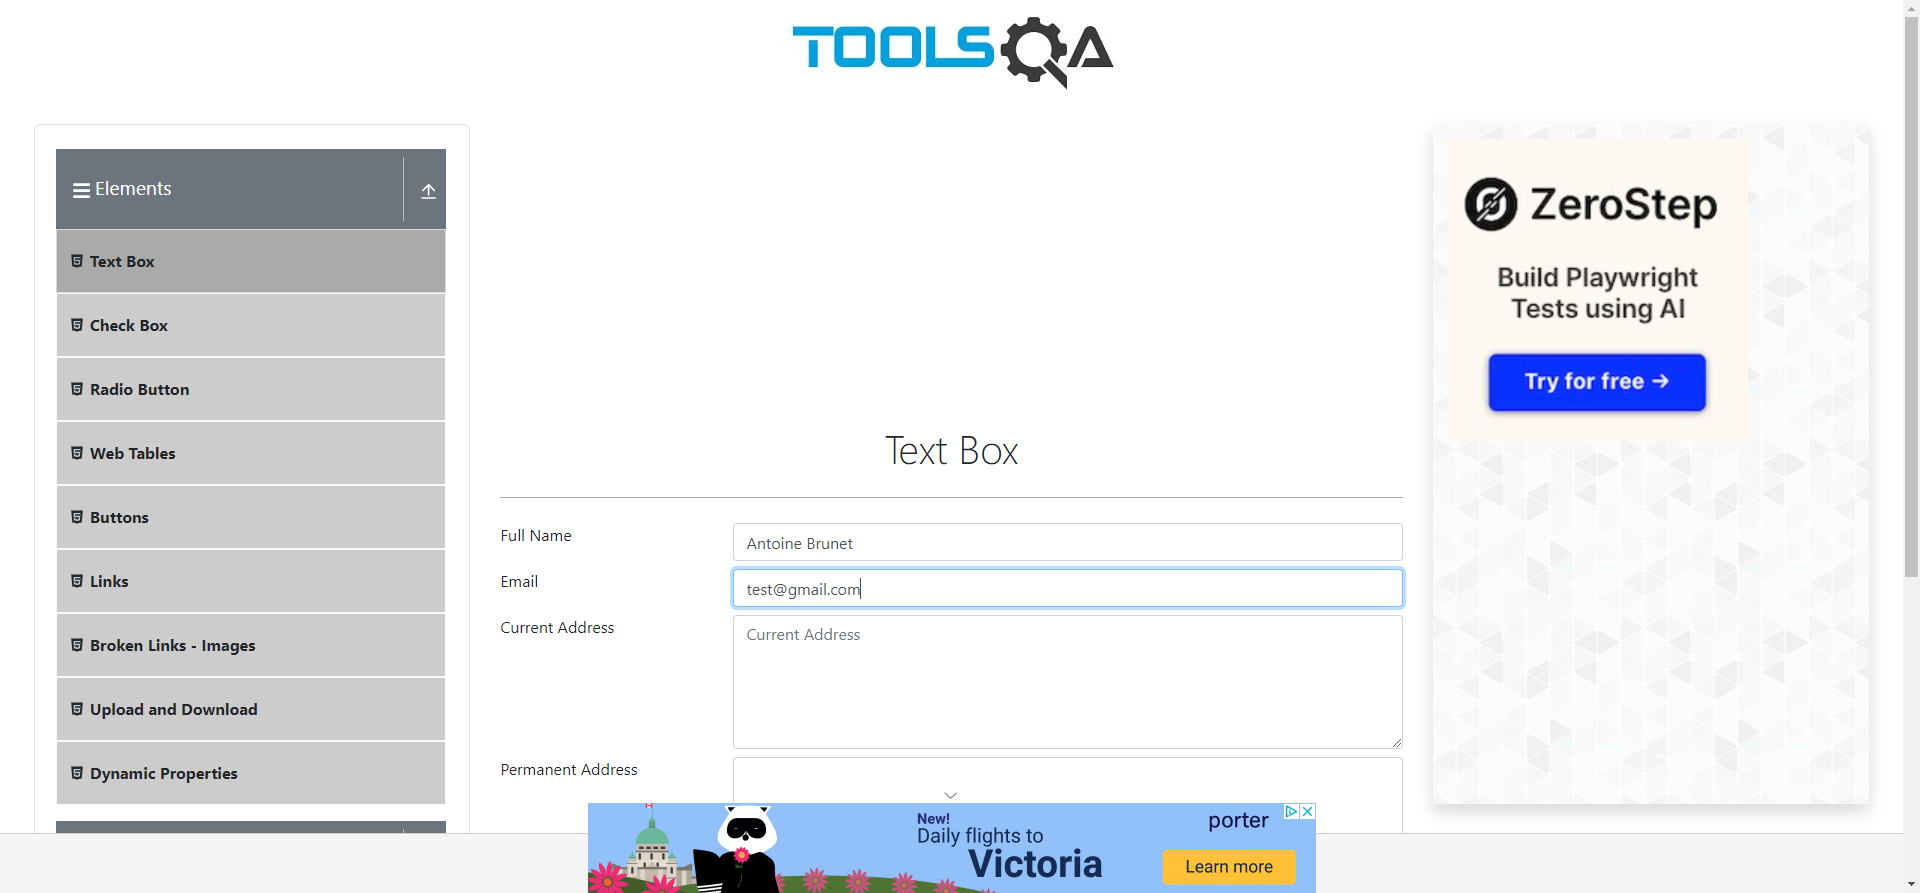 TOOLSQA
Elements
Text Box
Check Box
Radio Button
Web Tables
Buttons
Links
Broken Links - Images
Upload and Download
Dynamic Properties
Text Box
Full Name
Antoine Brunet
Email
test@gmail.com
Current Address
Current Address
Permanent Address
ZeroStep
Build Playwright
Tests using AI
Try for free →
New!
Daily flights to
Victoria
porter
Learn more